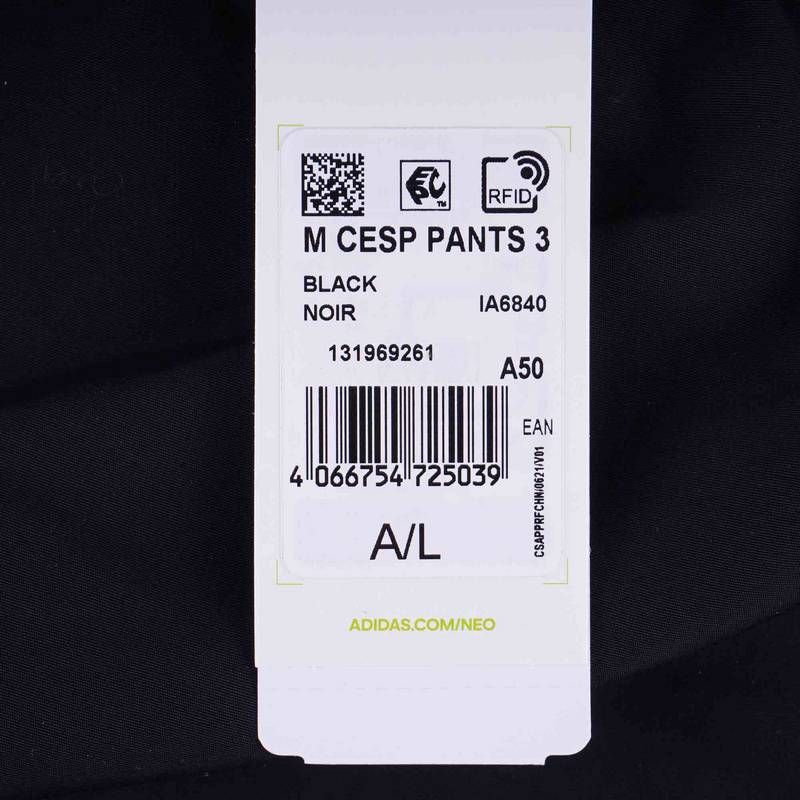 EPC™
RFID
M CESP PANTS 3
BLACK
NOIR
IA6840
131969261
A50
EAN
4 066754 725039
CSAPPRFCHN/0621/V01
A/L
ADIDAS.COM/NEO